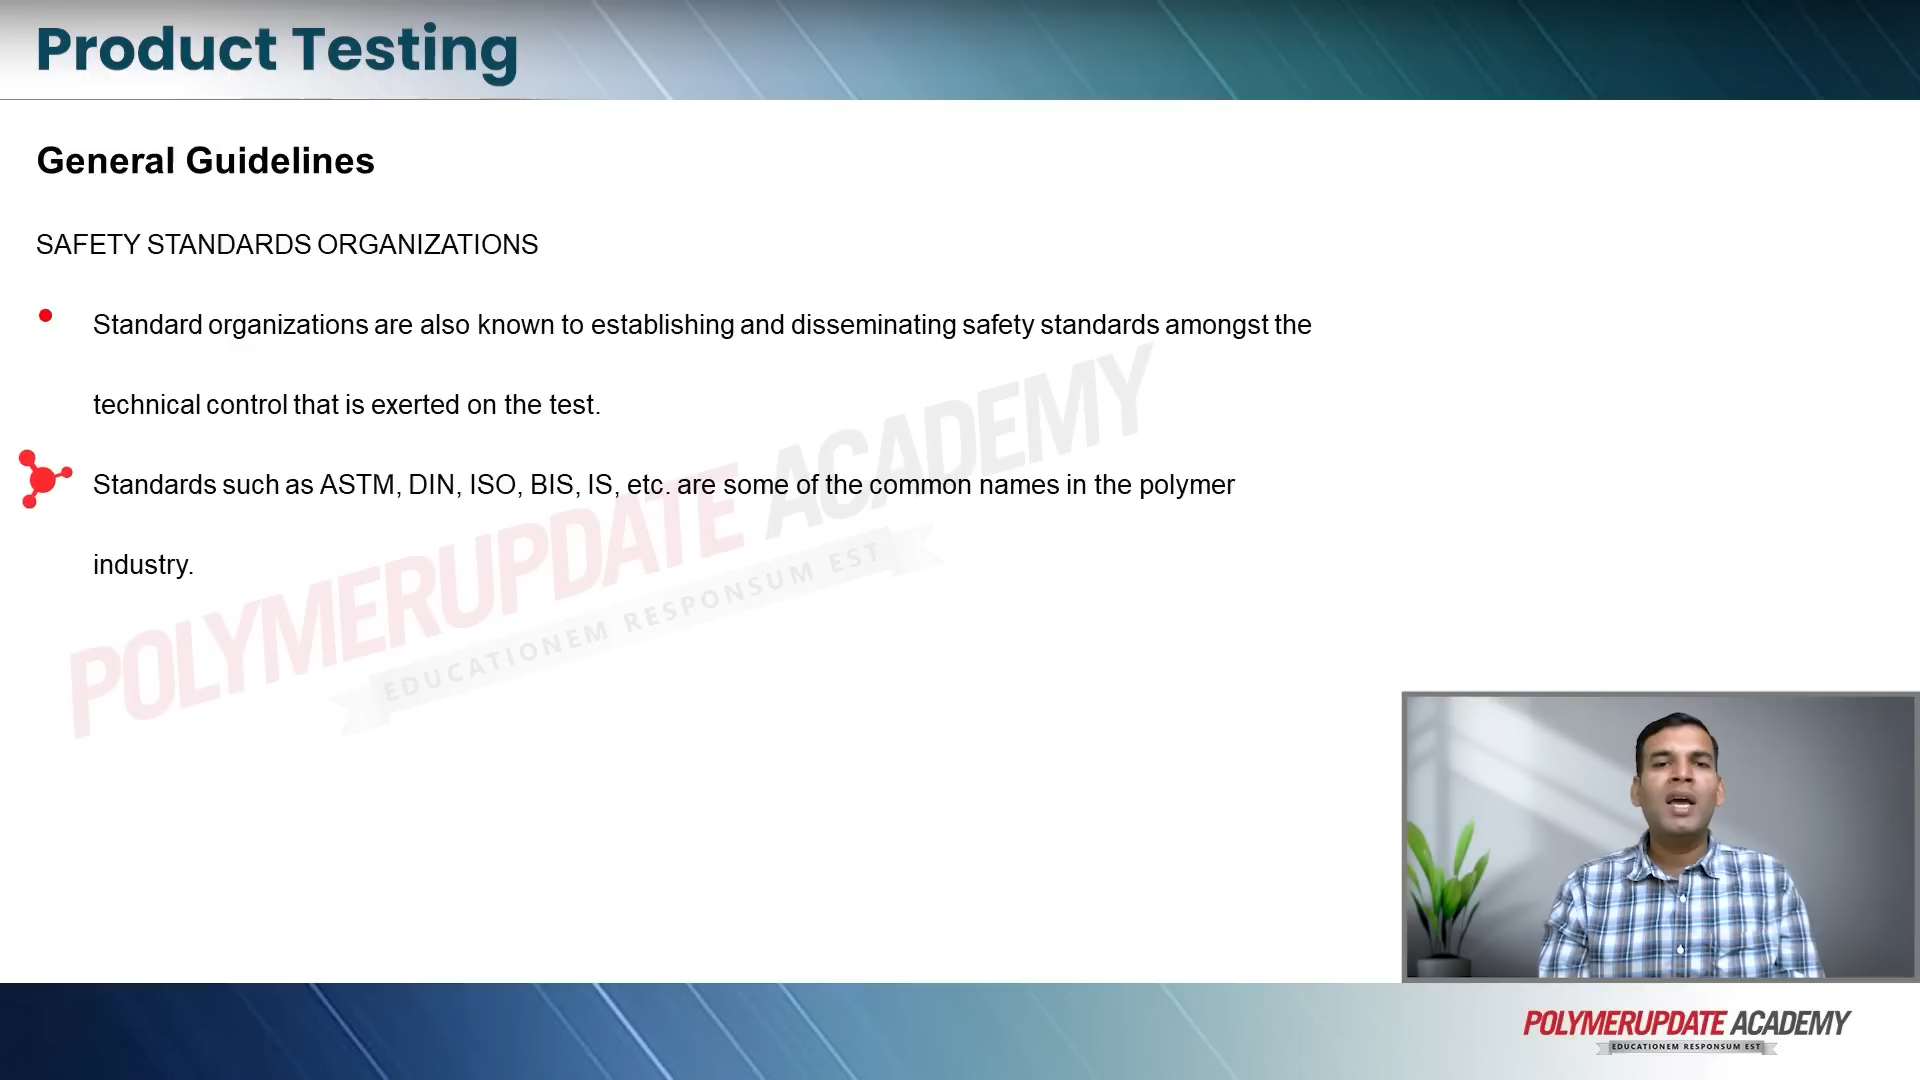 Product Testing
General Guidelines
SAFETY STANDARDS ORGANIZATIONS
Standard organizations are also known to establishing and disseminating safety standards amongst the
technical control that is exerted on the test.
Standards such as ASTM, DIN, ISO, BIS, IS, etc. are some of the common names in the polymer
industry.
POLYMERUPDATE ACADEMY
EDUCATIONEM RESPONSUM EST
POLYMERUPDATE ACADEMY
EDUCATIONEM RESPONSUM EST